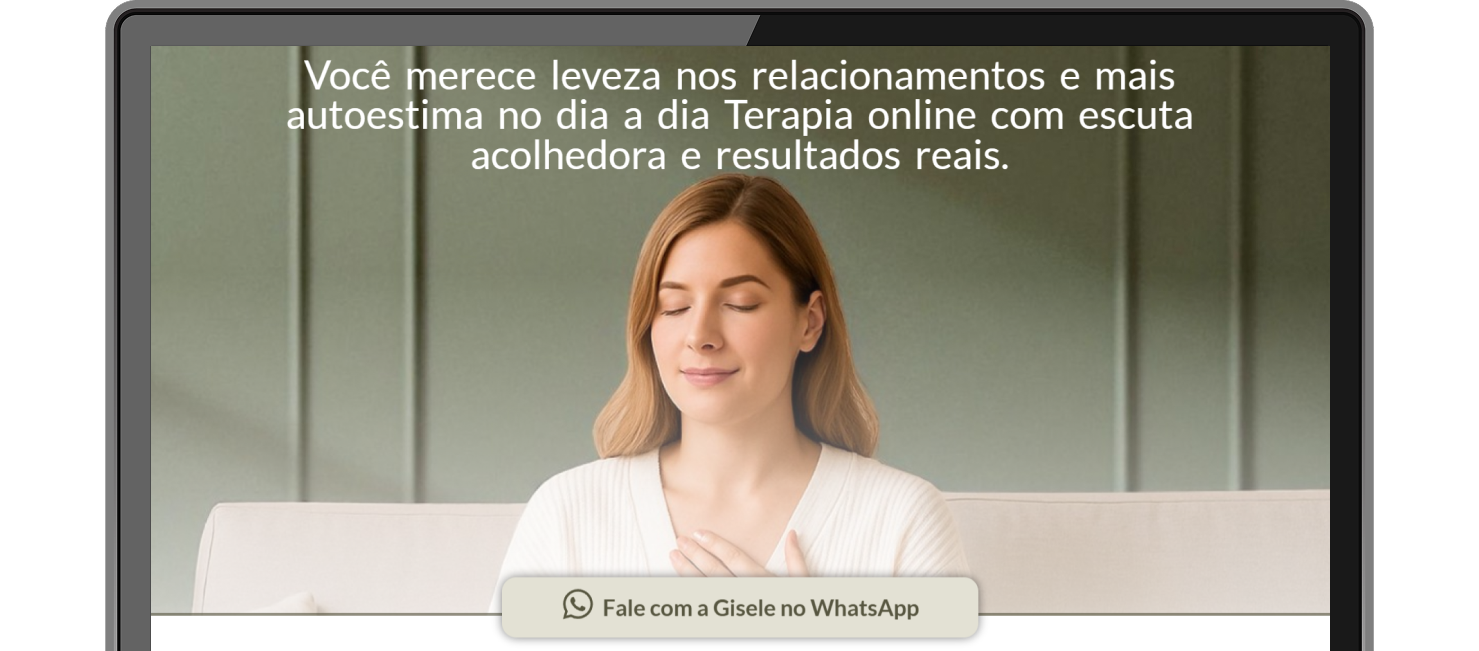 Você merece leveza nos relacionamentos e mais
autoestima no dia a dia Terapia online com escuta
acolhedora e resultados reais.
Fale com a Gisele no WhatsApp